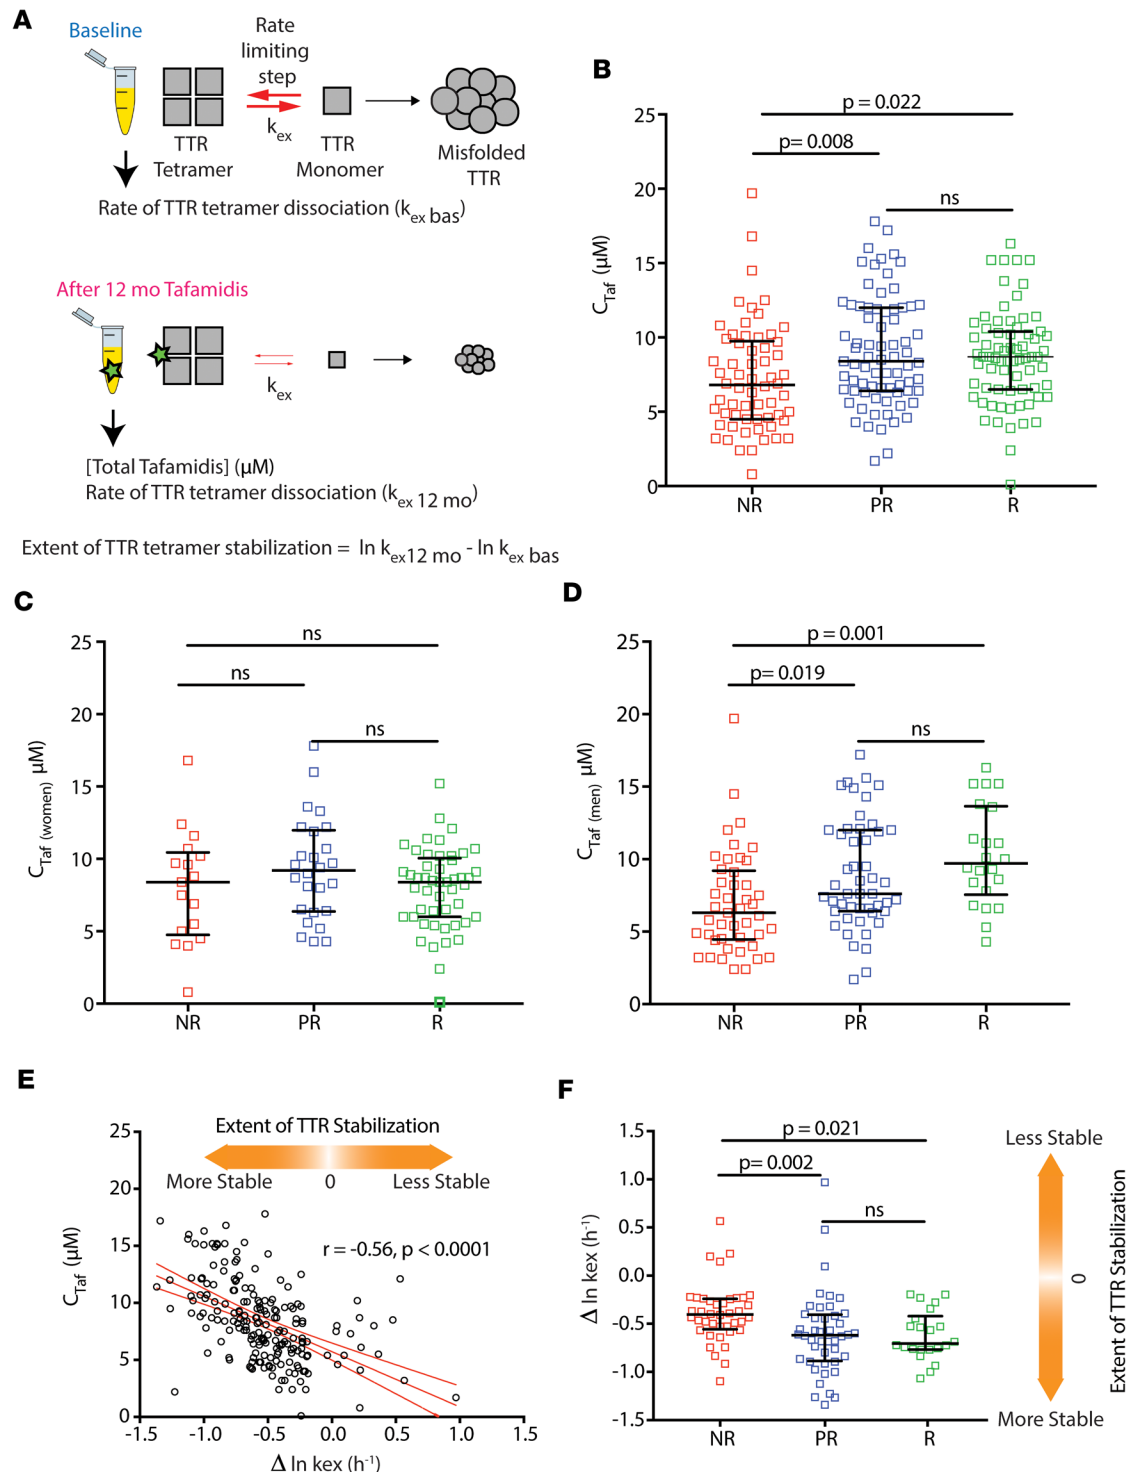 A
Baseline
Rate
limiting
step
kex
TTR
Tetramer
TTR
Monomer
Misfolded
TTR
Rate of TTR tetramer dissociation (kex bas)
After 12 mo Tafamidis
kex
[Total Tafamidis] (μM)
Rate of TTR tetramer dissociation (kex 12 mo)
Extent of TTR tetramer stabilization = ln kex12 mo - ln kex bas
B
p = 0.022
p= 0.008
ns
CTaf (μM)
25
20
15
10
5
0
NR PR R
C
ns
ns
ns
CTaf (women) μM)
25
20
15
10
5
0
NR PR R
D
p = 0.001
p= 0.019
ns
CTaf (men) μM)
25
20
15
10
5
0
NR PR R
E
Extent of TTR Stabilization
More Stable 0 Less Stable
r = -0.56, p < 0.0001
CTaf (μM)
25
20
15
10
5
0
-1.5 -1.0 -0.5 0.0 0.5 1.0 1.5
Δ ln kex (h-1)
F
p = 0.021
p= 0.002
ns
Δ ln kex (h-1)
1.5
1.0
0.5
0.0
-0.5
-1.0
-1.5
NR PR R
Less Stable
0
More Stable
Extent of TTR Stabilization